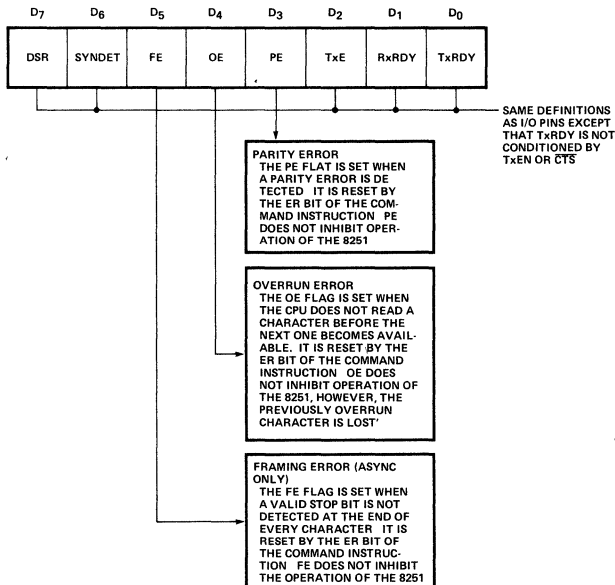 D7 D6 D5 D4 D3 D2 D1 D0
DSR SYNDET FE OE PE TxE RxRDY TxRDY
SAME DEFINITIONS
AS I/O PINS EXCEPT
THAT TxRDY IS NOT
CONDITIONED BY
TxEN OR CTS
PARITY ERROR
THE PE FLAT IS SET WHEN
A PARITY ERROR IS DE
TECTED IT IS RESET BY
THE ER BIT OF THE COM-
MAND INSTRUCTION PE
DOES NOT INHIBIT OPER-
ATION OF THE 8251
OVERRUN ERROR
THE OE FLAG IS SET WHEN
THE CPU DOES NOT READ A
CHARACTER BEFORE THE
NEXT ONE BECOMES AVAIL-
ABLE. IT IS RESET BY THE
ER BIT OF THE COMMAND
INSTRUCTION OE DOES
NOT INHIBIT OPERATION OF
THE 8251, HOWEVER, THE
PREVIOUSLY OVERRUN
CHARACTER IS LOST'
FRAMING ERROR (ASYNC
ONLY)
THE FE FLAG IS SET WHEN
A VALID STOP BIT IS NOT
DETECTED AT THE END OF
EVERY CHARACTER IT IS
RESET BY THE ER BIT OF
THE COMMAND INSTRUC-
TION FE DOES NOT INHIBIT
THE OPERATION OF THE 8251